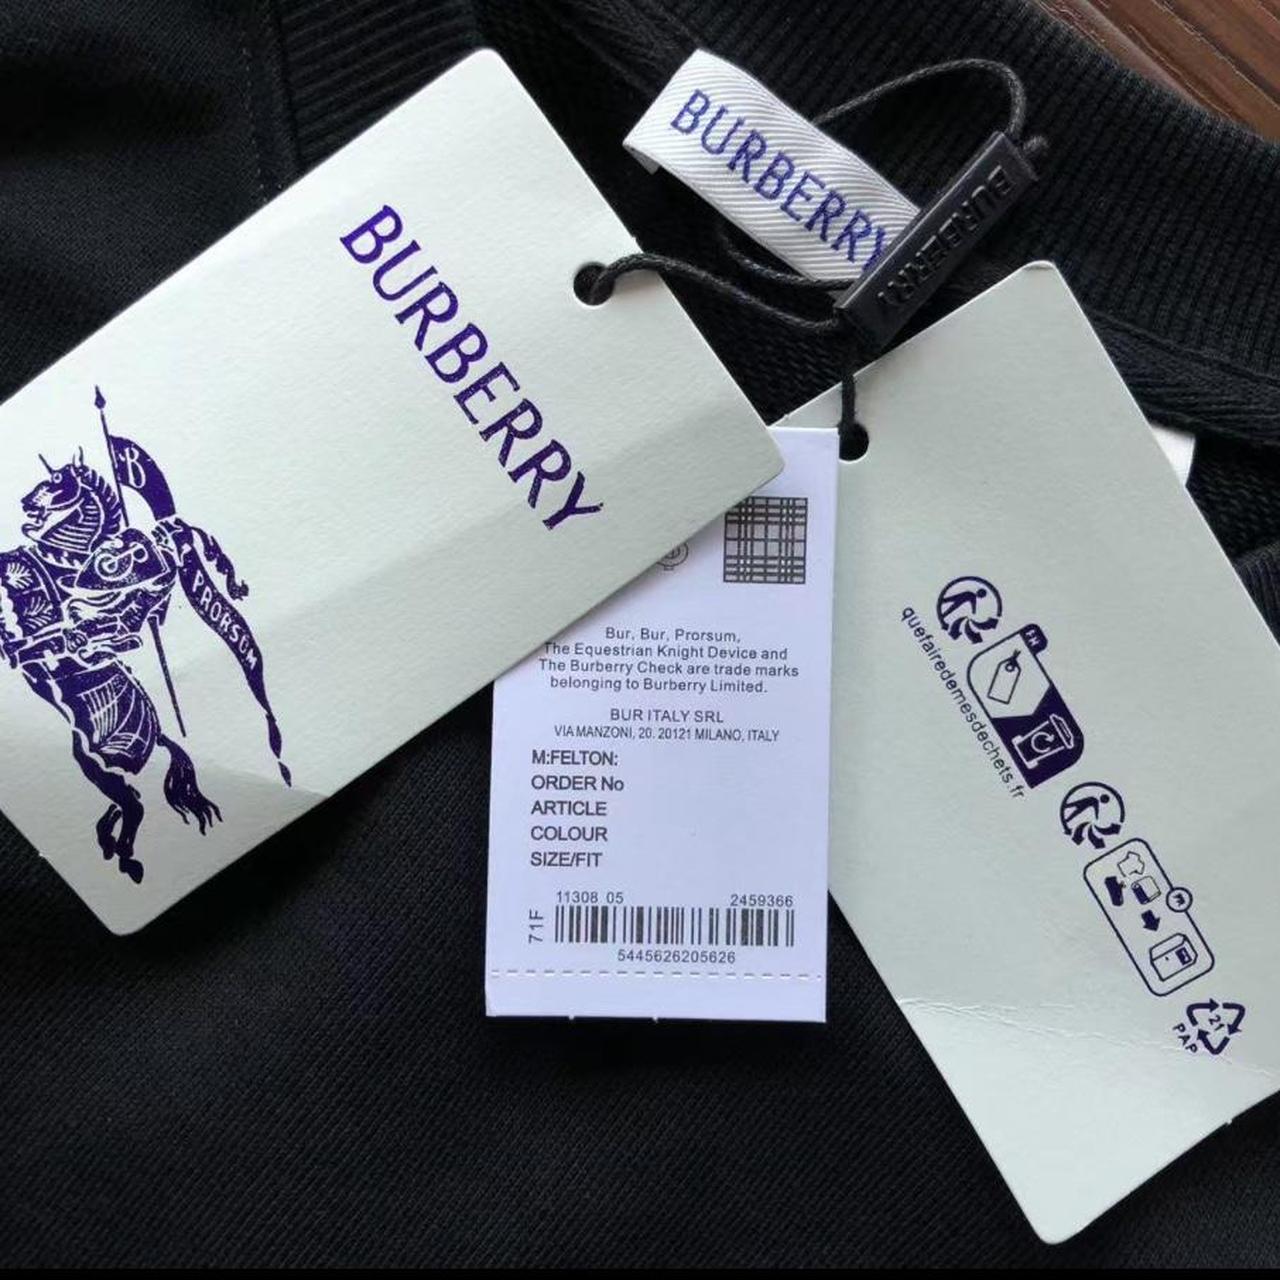 BURBERRY
BURBERRY
BURBERRY
B
PRORSUM
Bur, Bur, Prorsum,
The Equestrian Knight Device and
The Burberry Check are trade marks
belonging to Burberry Limited.
BUR ITALY SRL
VIA MANZONI, 20. 20121 MILANO, ITALY
M:FELTON:
ORDER No
ARTICLE
COLOUR
SIZE/FIT
11308 05 2459366
71F
5445626205626
FR
quefairedemesdechets.fr
21
PAP